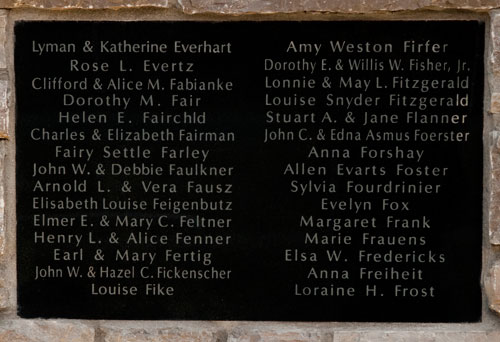 Lyman & Katherine Everhart
Rose L. Evertz
Clifford & Alice M. Fabianke
Dorothy M. Fair
Helen E. Fairchld
Charles & Elizabeth Fairman
Fairy Settle Farley
John W. & Debbie Faulkner
Arnold L. & Vera Fausz
Elisabeth Louise Feigenbutz
Elmer E. & Mary C. Feltner
Henry L. & Alice Fenner
Earl & Mary Fertig
John W. & Hazel C. Fickenscher
Louise Fike
Amy Weston Firfer
Dorothy E. & Willis W. Fisher, Jr.
Lonnie & May L. Fitzgerald
Louise Snyder Fitzgerald
Stuart A. & Jane Flanner
John C. & Edna Asmus Foerster
Anna Forshay
Allen Evarts Foster
Sylvia Fourdrinier
Evelyn Fox
Margaret Frank
Marie Frauens
Elsa W. Fredericks
Anna Freiheit
Loraine H. Frost